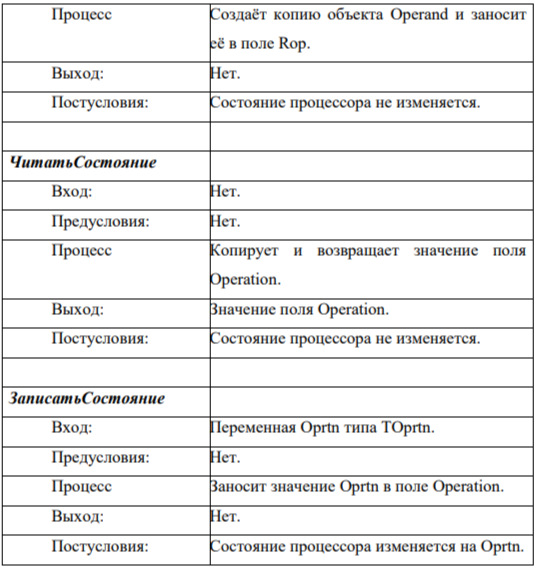 Процесс Создаёт копию объекта Operand и заносит
её в поле Rop.
Выход: Нет.
Постусловия: Состояние процессора не изменяется.
ЧитатьСостояние
Вход: Нет.
Предусловия: Нет.
Процесс Копирует и возвращает значение поля
Operation.
Выход: Значение поля Operation.
Постусловия: Состояние процессора не изменяется.
ЗаписатьСостояние
Вход: Переменная Oprtn типа TOprtn.
Предусловия: Нет.
Процесс Заносит значение Oprtn в поле Operation.
Выход: Нет.
Постусловия: Состояние процессора изменяется на Oprtn.